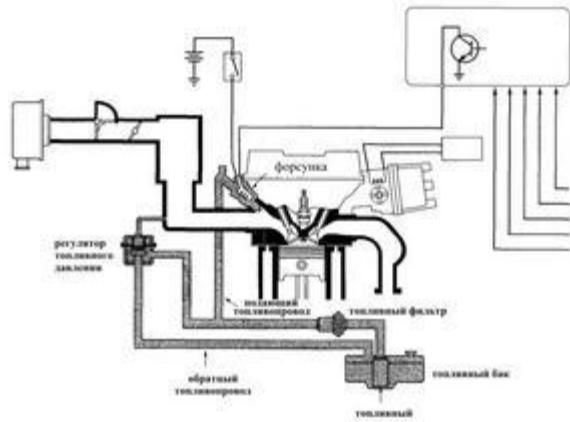 форсунка
регулятор
топливного
давления
подающий
топливопровод
топливный фильтр
топливный бак
обратный
топливопровод
топливный